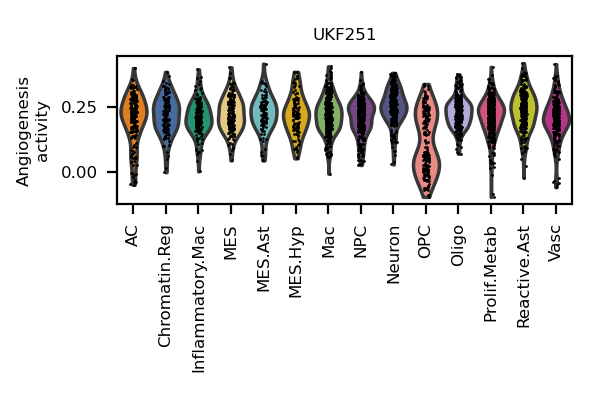 UKF251
Angiogenesis
activity
0.25
0.00
AC
Chromatin.Reg
Inflammatory.Mac
MES
MES.Ast
MES.Hyp
Mac
NPC
Neuron
OPC
Oligo
Prolif.Metab
Reactive.Ast
Vasc